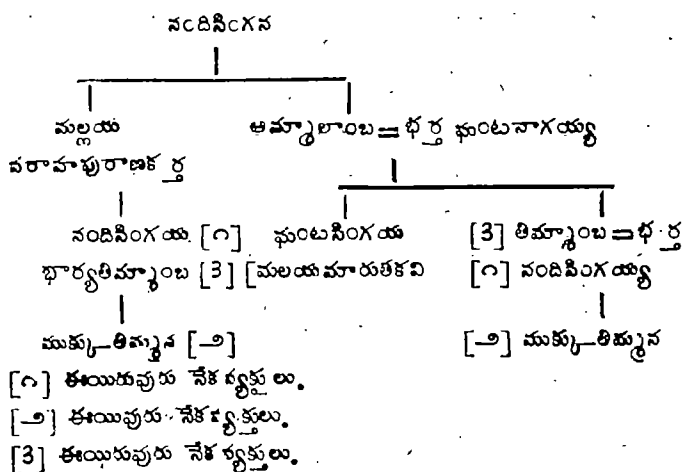 నందిసింగన
మల్లయ ఆమ్మాలాంబ=భర్త ఘంటనాగయ్య
వరాహపురాణకర్త
నందిసింగయ [౧] ఘంటసింగయ [3] తిమ్మాంబ=భర్త
భార్యతిమ్మాంబ [3] [మలయమారుతకవి [౧] నందిసింగయ్య
ముక్కు-తిమ్మన [౨] [౨] ముక్కు-తిమ్మన
[౧] ఈయిరువురు నేకవ్యక్తులు.
[౨] ఈయివురు నేకవ్యక్తులు.
[3] ఈయిరువురు నేకవ్యక్తులు.